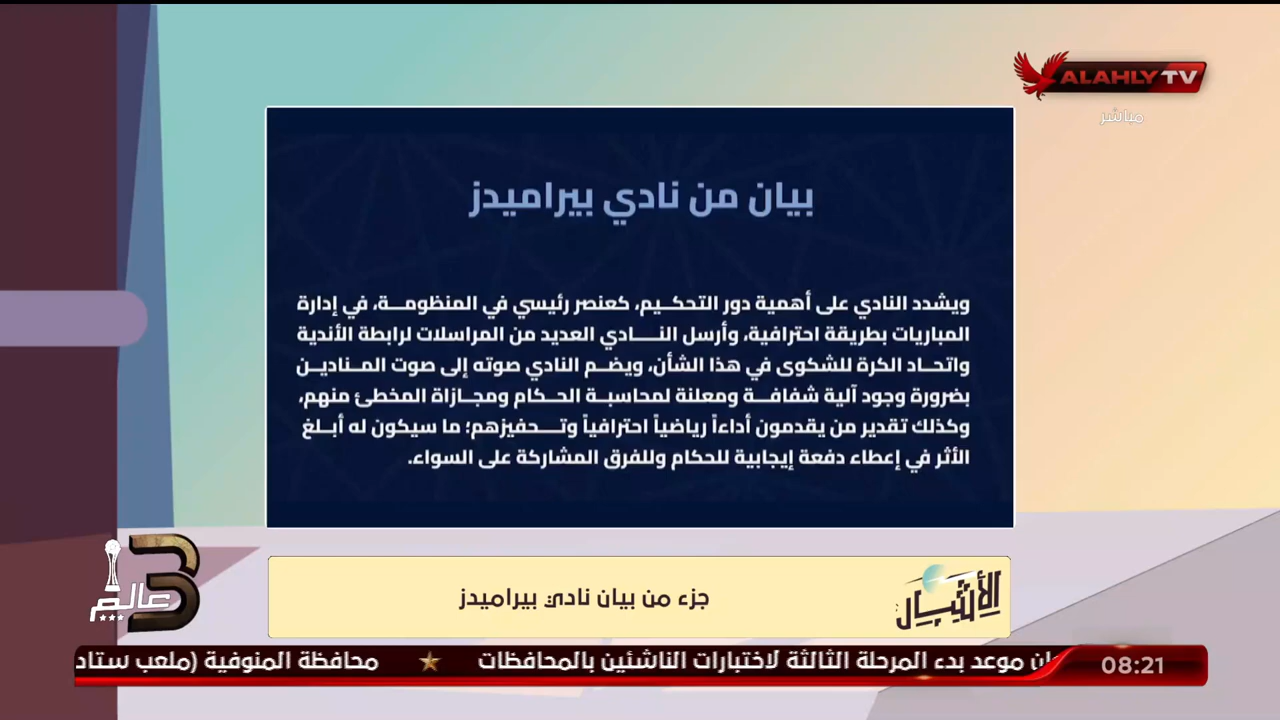 ALAHLY TV
مباشر
بيان من نادي بيراميدز
ويشدد النادي على أهمية دور التحكيم، كعنصر رئيسي في المنظومة، في إدارة
المباريات بطريقة احترافية، وأرسل النادي العديد من المراسلات لرابطة الأندية
واتحاد الكرة للشكوى في هذا الشأن، ويضم النادي صوته إلى صوت المنادين
بضرورة وجود آلية شفافة ومعلنة لمحاسبة الحكام ومجازاة المخطئ منهم،
وكذلك تقدير من يقدمون أداءاً رياضياً احترافياً وتحفيزهم؛ ما سيكون له أبلغ
الأثر في إعطاء دفعة إيجابية للحكام وللفرق المشاركة على السواء.
3 عالم
جزء من بيان نادي بيراميدز
موعد بدء المرحلة الثالثة لاختبارات الناشئين بالمحافظات ★ محافظة المنوفية (ملعب ستاد
08:21